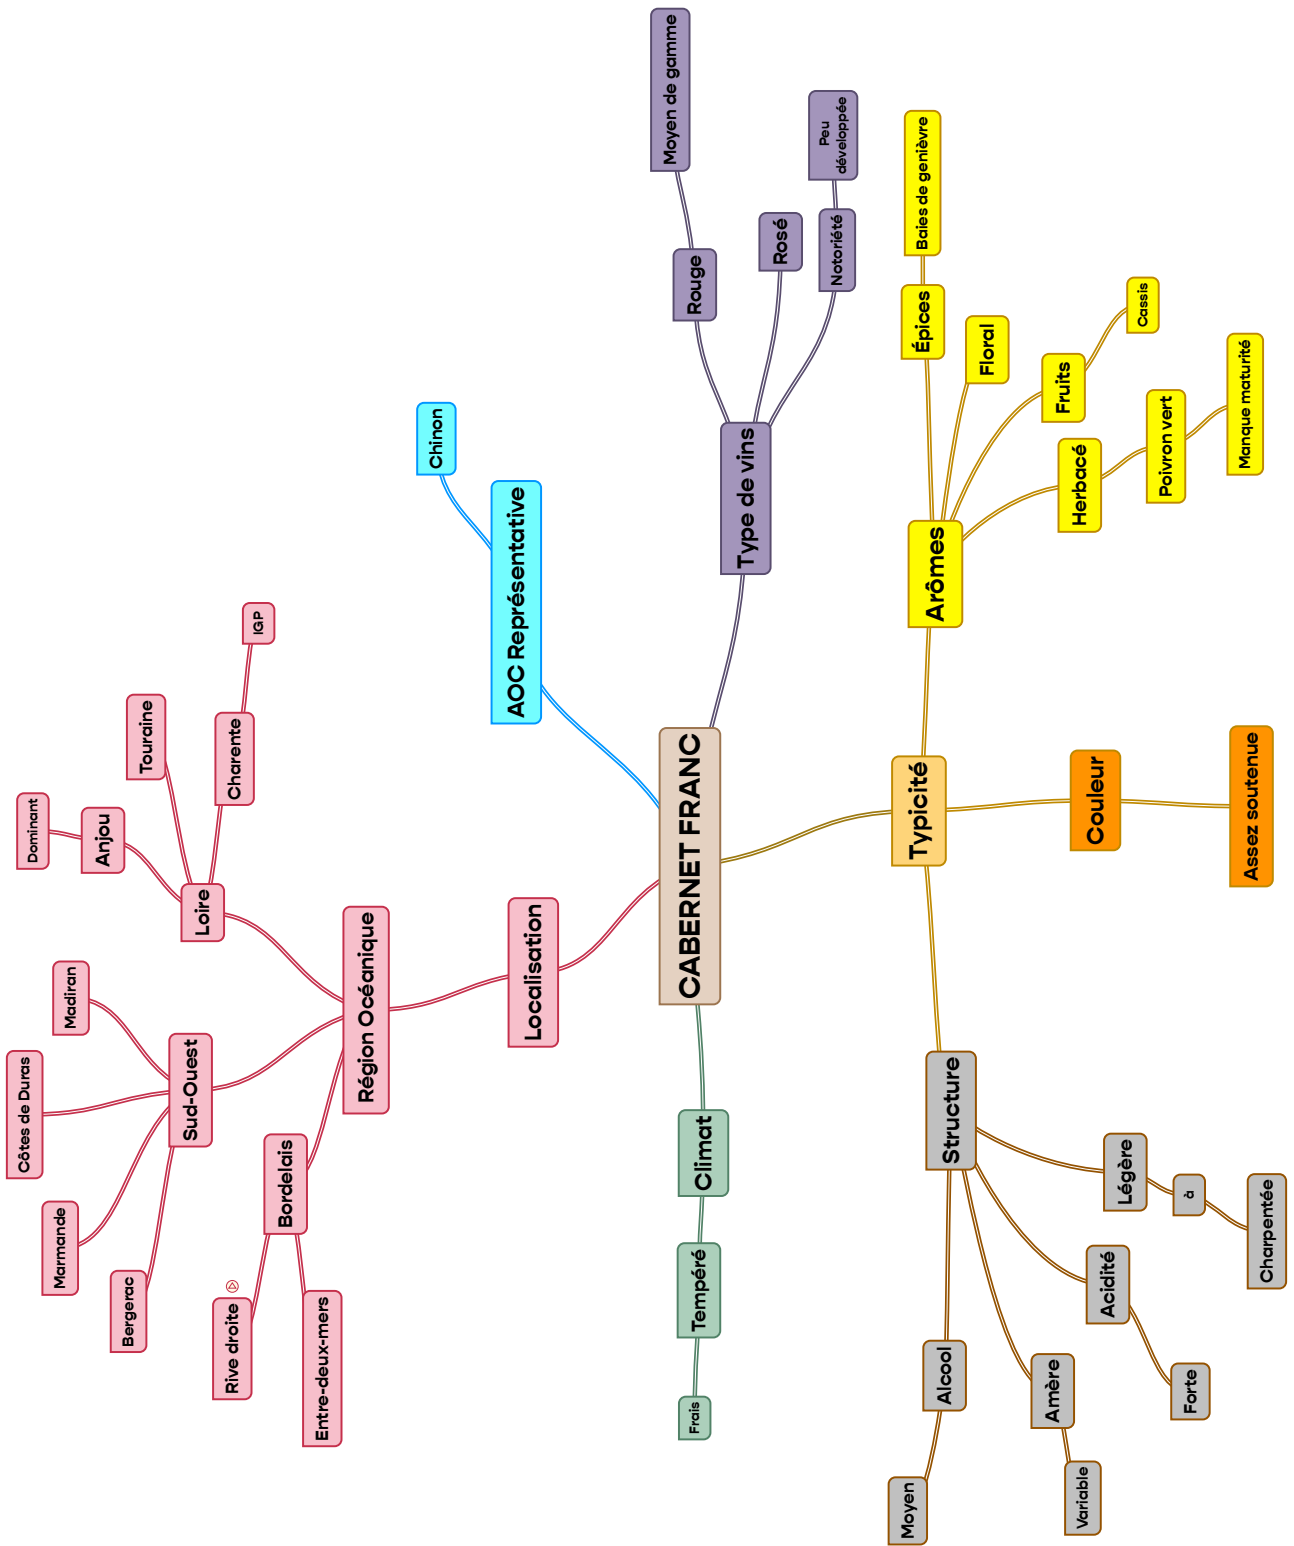 CABERNET FRANC
AOC Représentative
Chinon
Type de vins
Rouge
Moyen de gamme
Rosé
Notoriété
Peu
développée
Typicité
Arômes
Épices
Baies de genièvre
Floral
Fruits
Cassis
Herbacé
Poivron vert
Manque maturité
Couleur
Assez soutenue
Structure
Légère
à
Charpentée
Acidité
Forte
Amère
Variable
Alcool
Moyen
Climat
Tempéré
Frais
Localisation
Région Océanique
Loire
Anjou
Dominant
Touraine
Charente
IGP
Sud-Ouest
Madiran
Côtes de Duras
Marmande
Bergerac
Bordelais
Rive droite
Entre-deux-mers